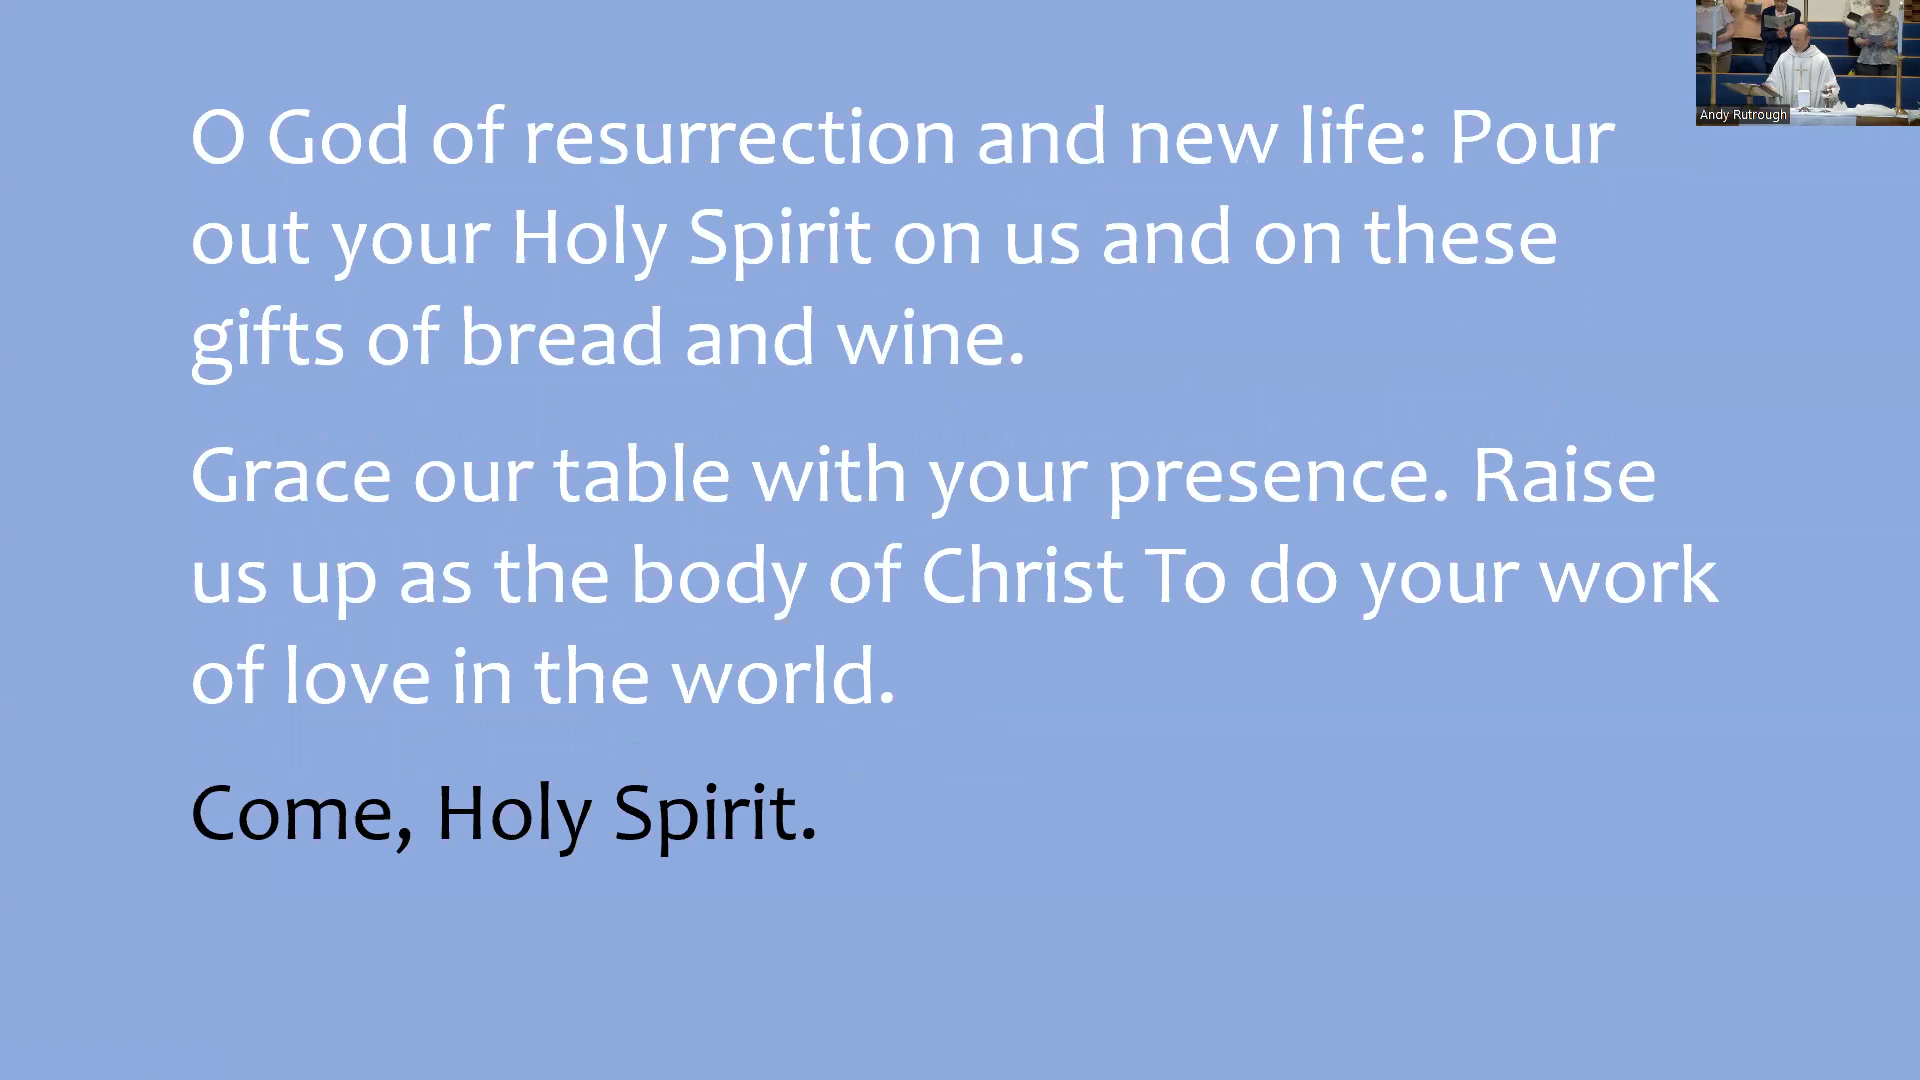 O God of resurrection and new life: Pour
out your Holy Spirit on us and on these
gifts of bread and wine.
Grace our table with your presence. Raise
us up as the body of Christ To do your work
of love in the world.
Come, Holy Spirit.
Andy Rutrough